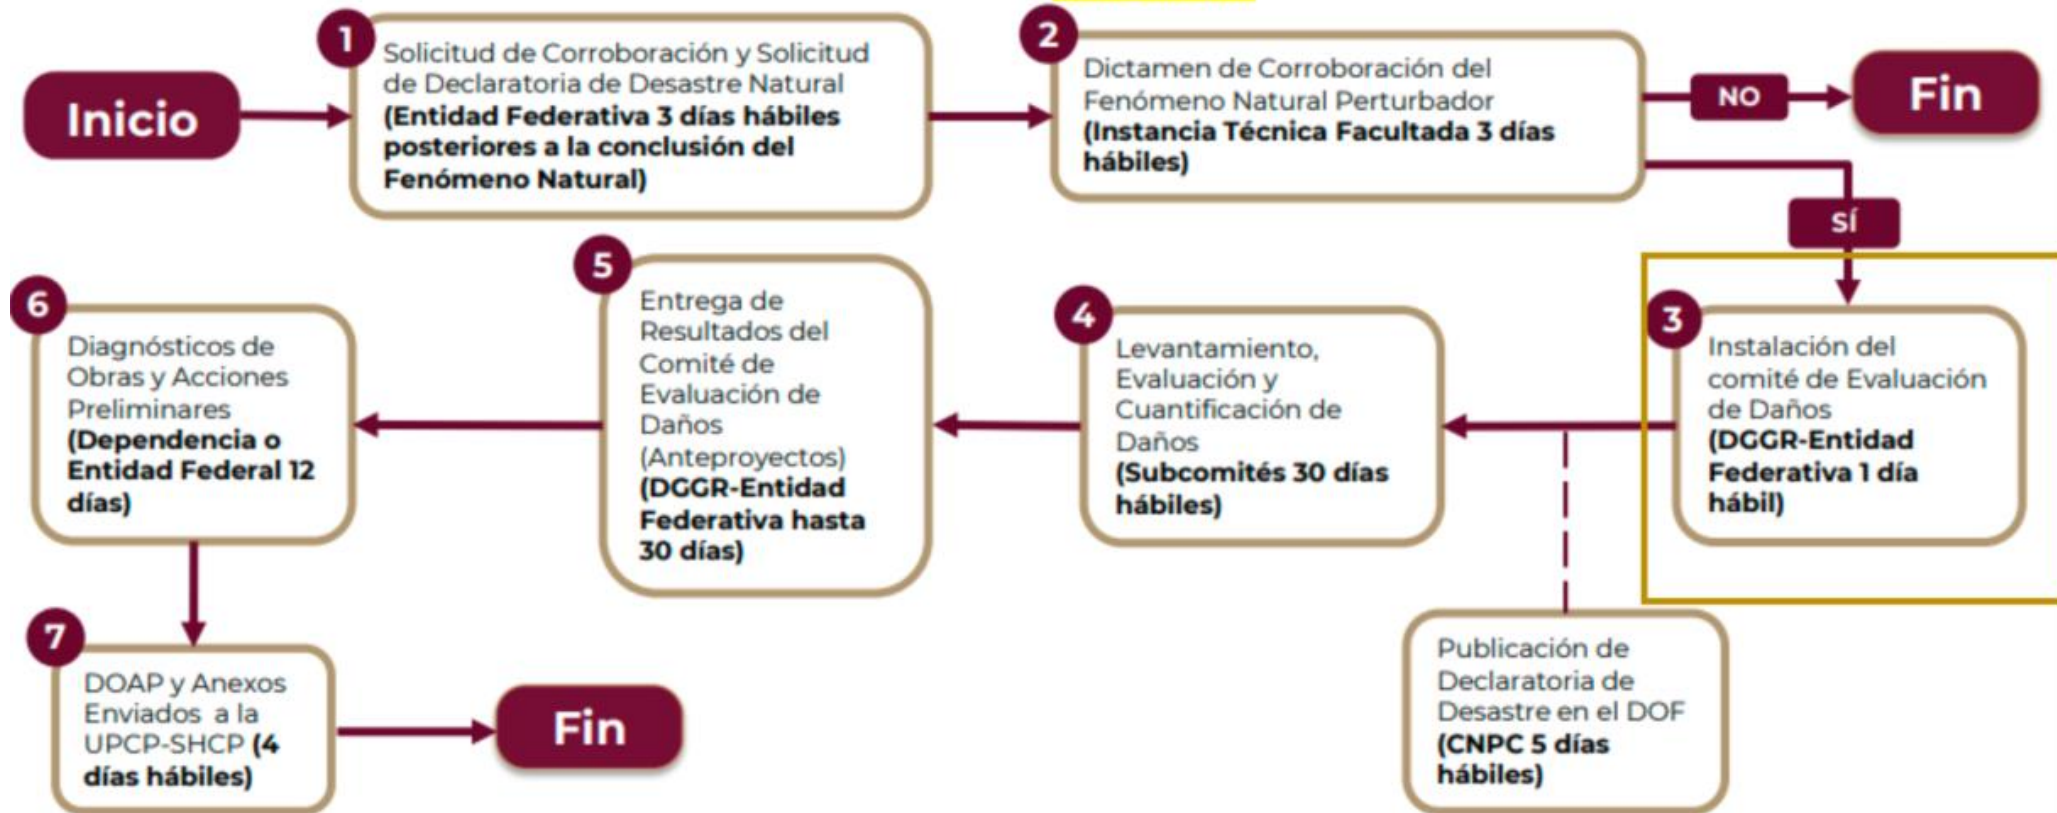 Inicio
1
Solicitud de Corroboración y Solicitud
de Declaratoria de Desastre Natural
(Entidad Federativa 3 días hábiles
posteriores a la conclusión del
Fenómeno Natural)
2
Dictamen de Corroboración del
Fenómeno Natural Perturbador
(Instancia Técnica Facultada 3 días
hábiles)
NO
Fin
SÍ
3
Instalación del
comité de Evaluación
de Daños
(DGGR-Entidad
Federativa 1 día
hábil)
4
Levantamiento,
Evaluación y
Cuantificación de
Daños
(Subcomités 30 días
hábiles)
Publicación de
Declaratoria de
Desastre en el DOF
(CNPC 5 días
hábiles)
5
Entrega de
Resultados del
Comité de
Evaluación de
Daños
(Anteproyectos)
(DGGR-Entidad
Federativa hasta
30 días)
6
Diagnósticos de
Obras y Acciones
Preliminares
(Dependencia o
Entidad Federal 12
días)
7
DOAP y Anexos
Enviados a la
UPCP-SHCP (4
días hábiles)
Fin